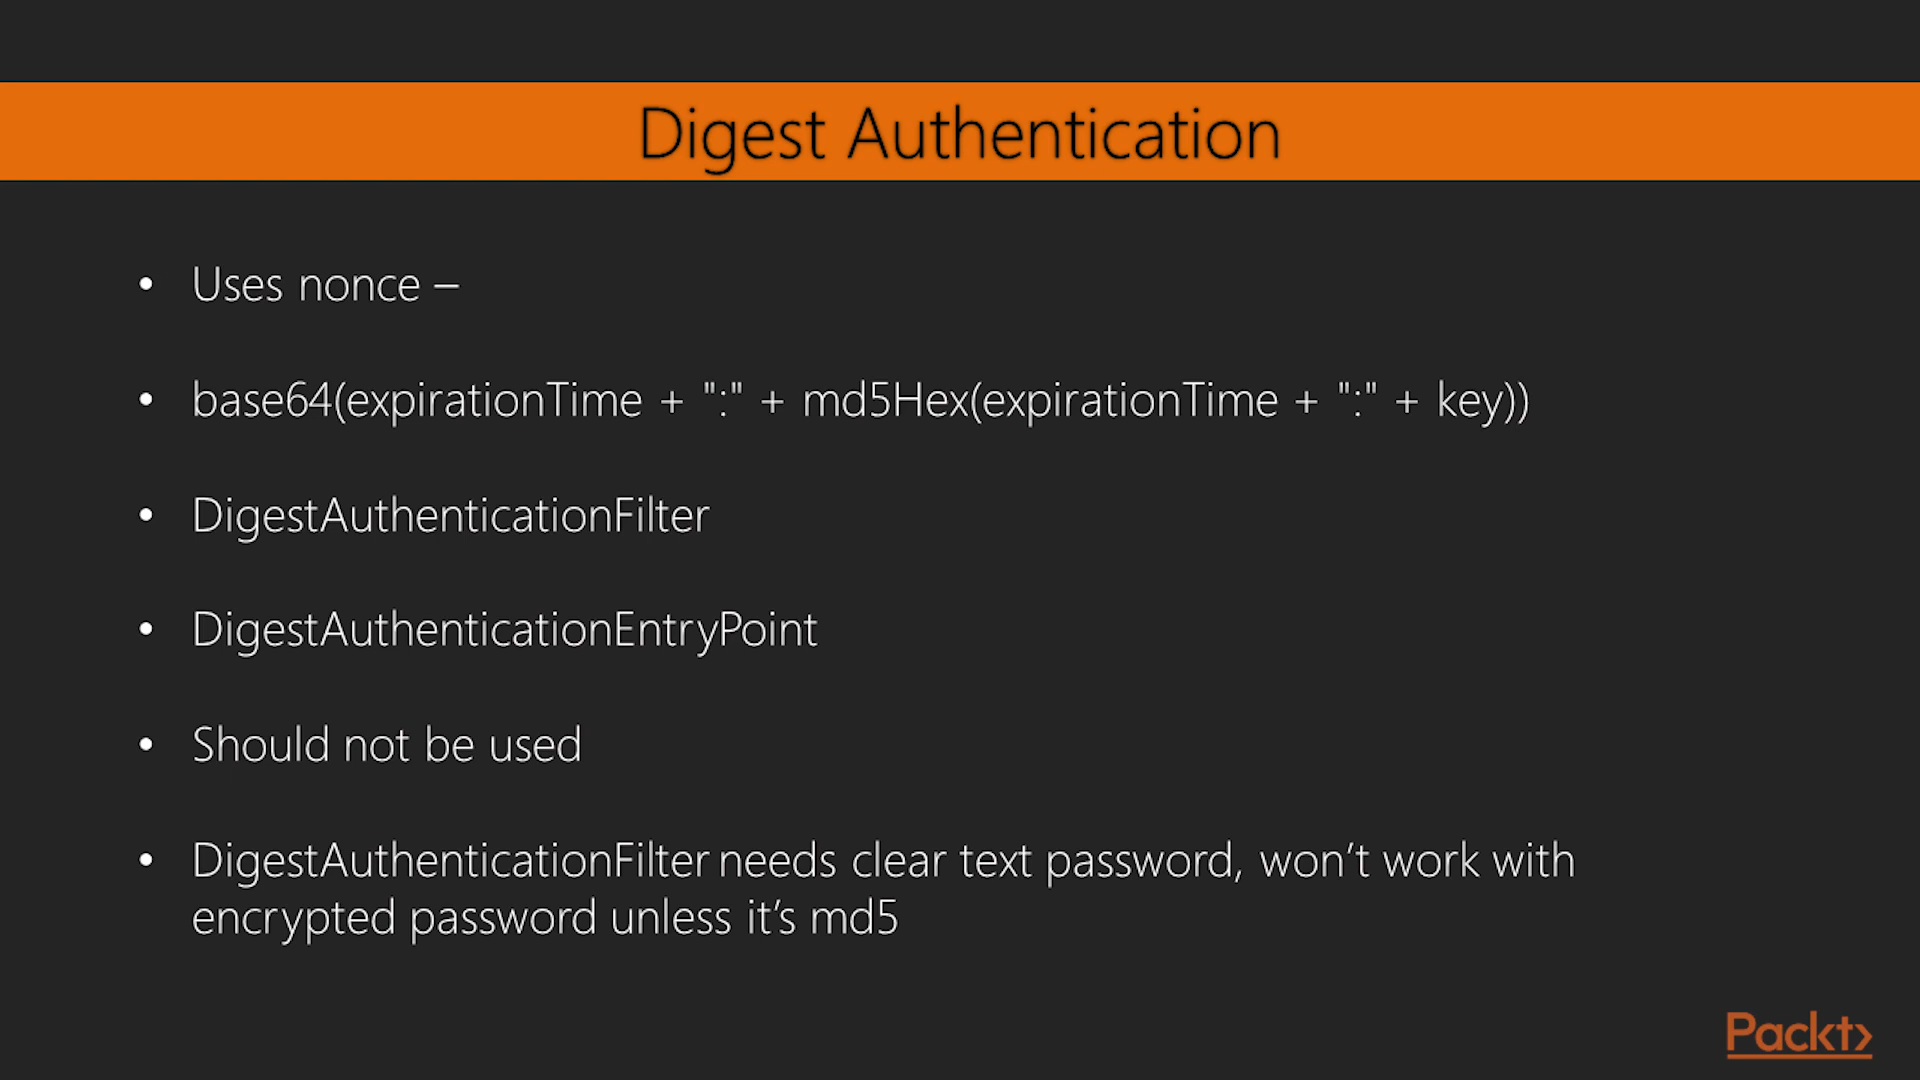 Digest Authentication
• Uses nonce –
• base64(expirationTime + ":" + md5Hex(expirationTime + ":" + key))
• DigestAuthenticationFilter
• DigestAuthenticationEntryPoint
• Should not be used
• DigestAuthenticationFilter needs clear text password, won’t work with
encrypted password unless it’s md5
Packt>